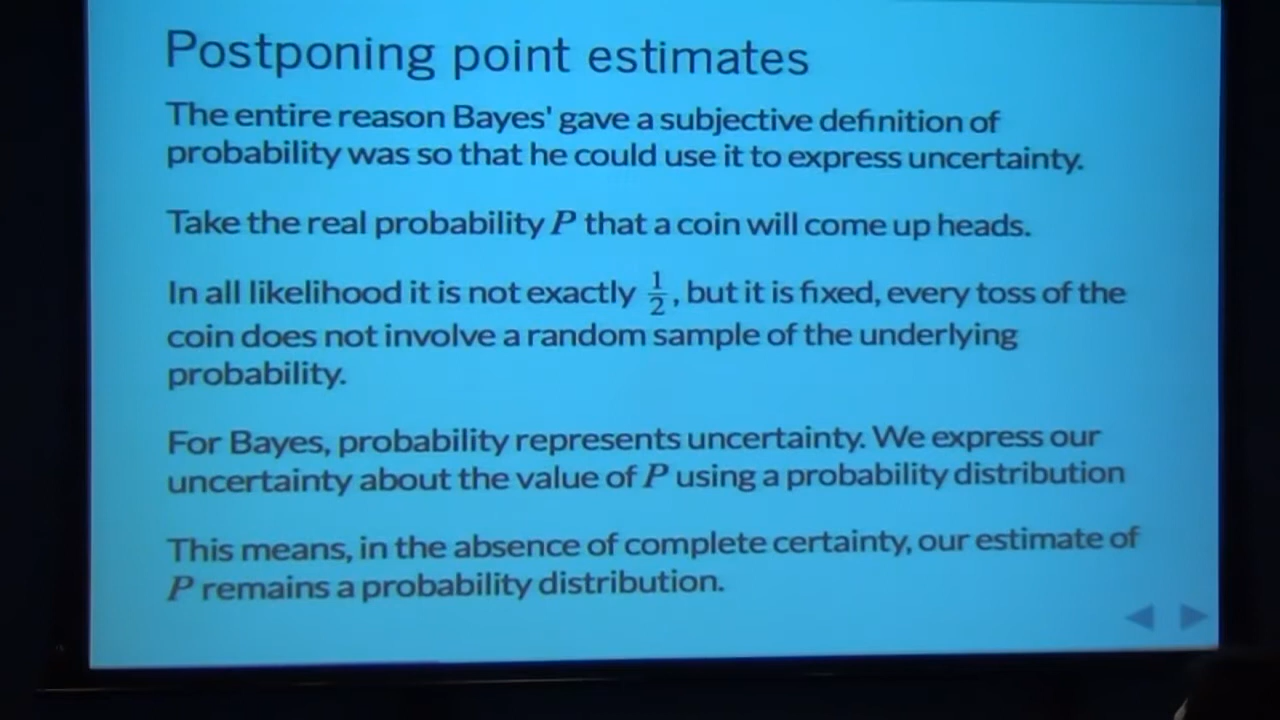 Postponing point estimates
The entire reason Bayes' gave a subjective definition of
probability was so that he could use it to express uncertainty.
Take the real probability P that a coin will come up heads.
In all likelihood it is not exactly 1/2, but it is fixed, every toss of the
coin does not involve a random sample of the underlying
probability.
For Bayes, probability represents uncertainty. We express our
uncertainty about the value of P using a probability distribution
This means, in the absence of complete certainty, our estimate of
P remains a probability distribution.